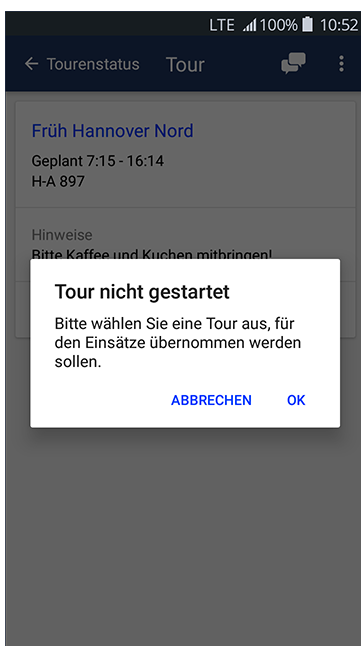 LTE 100% 10:52
Tourenstatus Tour
Früh Hannover Nord
Geplant 7:15 - 16:14
H-A 897
Hinweise
Bitte Kaffee und Kuchen mitbringen!
Tour nicht gestartet
Bitte wählen Sie eine Tour aus, für
den Einsätze übernommen werden
sollen.
ABBRECHEN OK